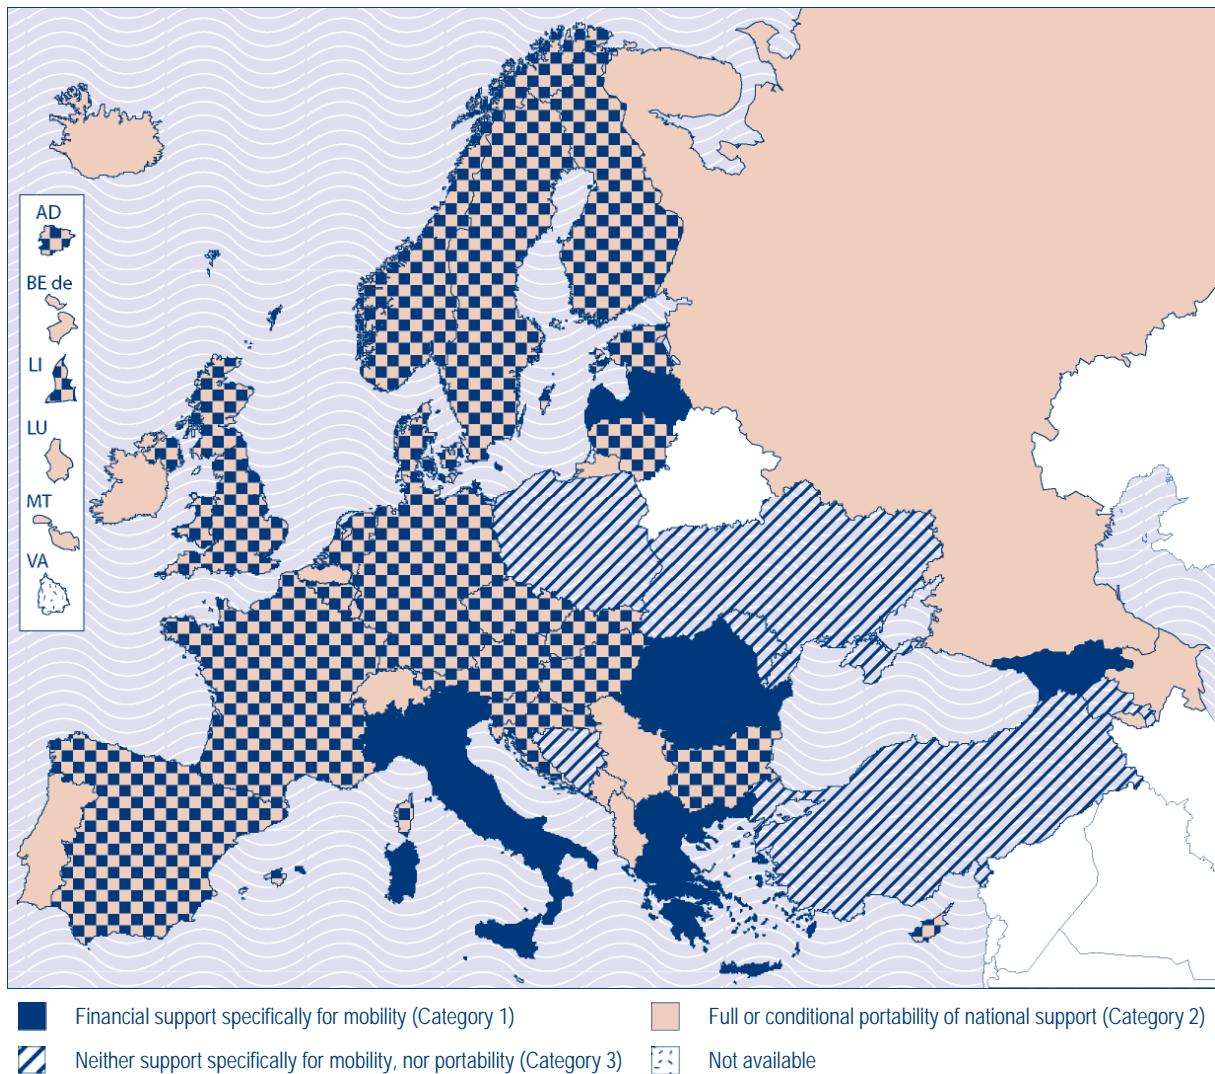 AD
BE de
LI
LU
MT
VA
Financial support specifically for mobility (Category 1)
Full or conditional portability of national support (Category 2)
Neither support specifically for mobility, nor portability (Category 3)
Not available